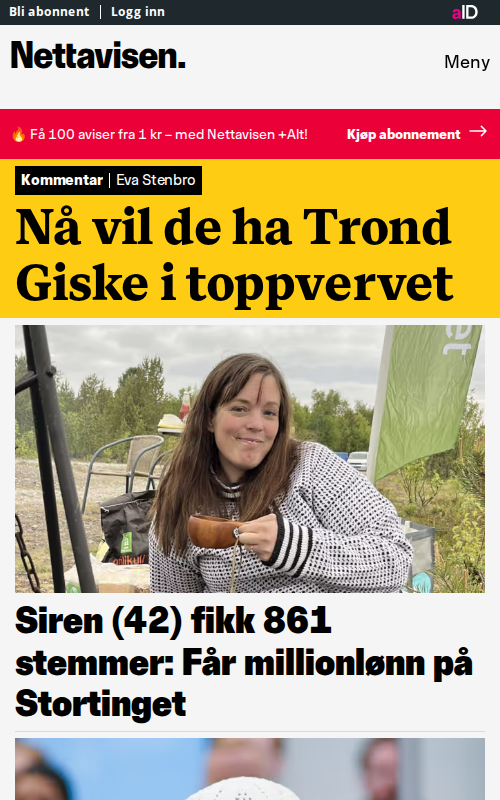 Bli abonnent | Logg inn
aID
Nettavisen.
Meny
🔥 Få 100 aviser fra 1 kr – med Nettavisen +Alt!
Kjøp abonnement →
Kommentar | Eva Stenbro
Nå vil de ha Trond
Giske i toppvervet
et
Siren (42) fikk 861
stemmer: Får millionlønn på
Stortinget